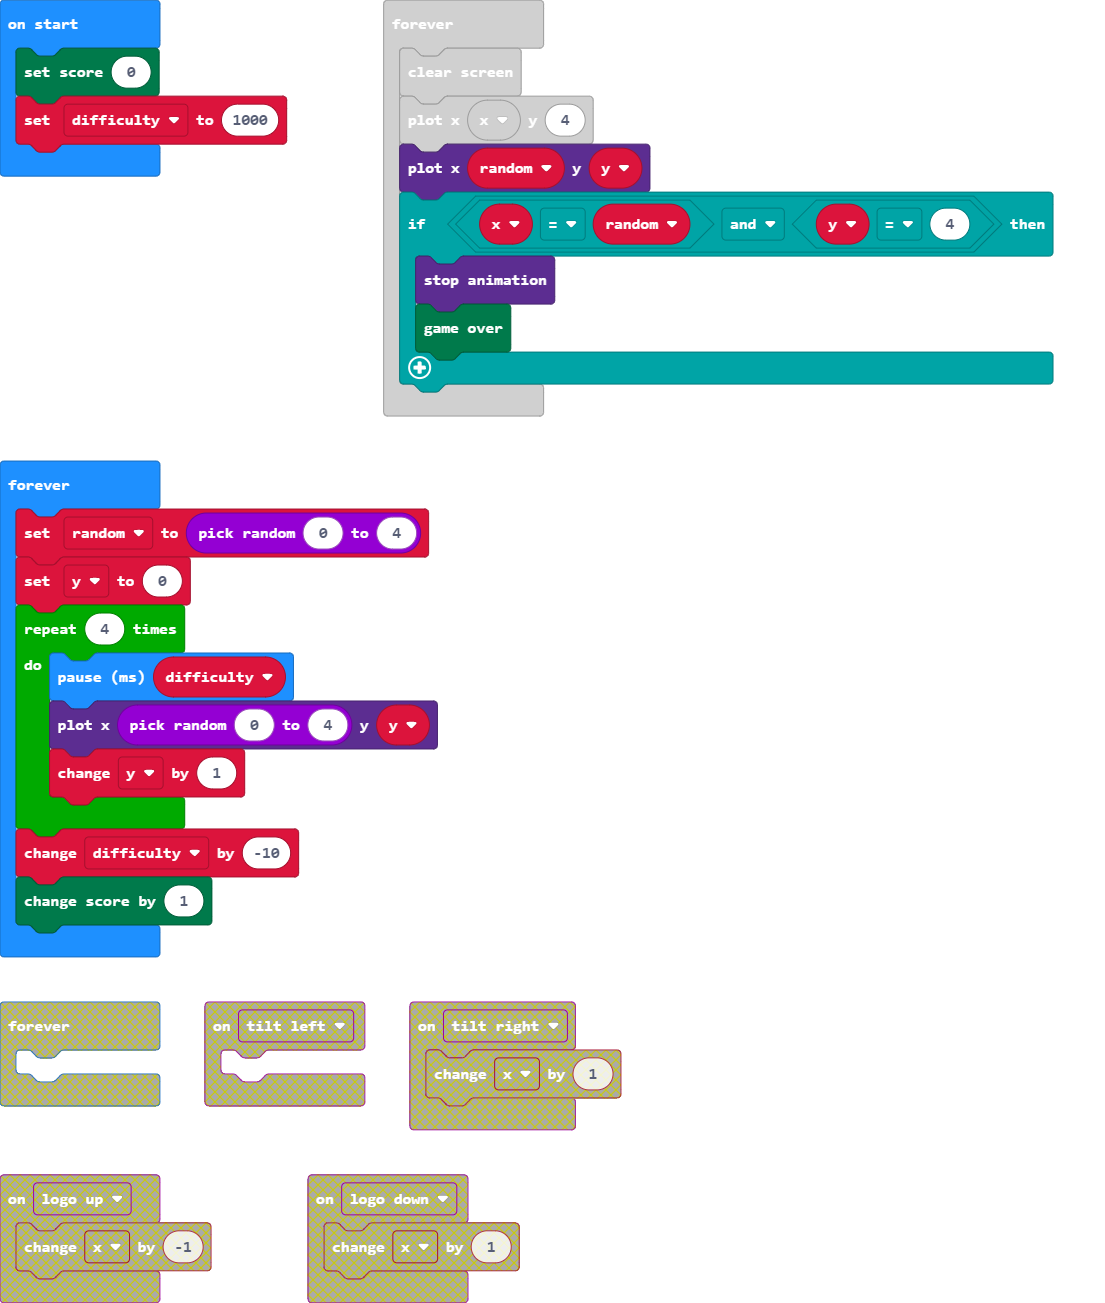 on start
set score 0
set difficulty to 1000
forever
clear screen
plot x x y 4
plot x random y y
if x = random and y = 4 then
stop animation
game over
forever
set random to pick random 0 to 4
set y to 0
repeat 4 times
do
pause (ms) difficulty
plot x pick random 0 to 4 y y
change y by 1
change difficulty by -10
change score by 1
forever
on tilt left
on tilt right
change x by 1
on logo up
change x by -1
on logo down
change x by 1